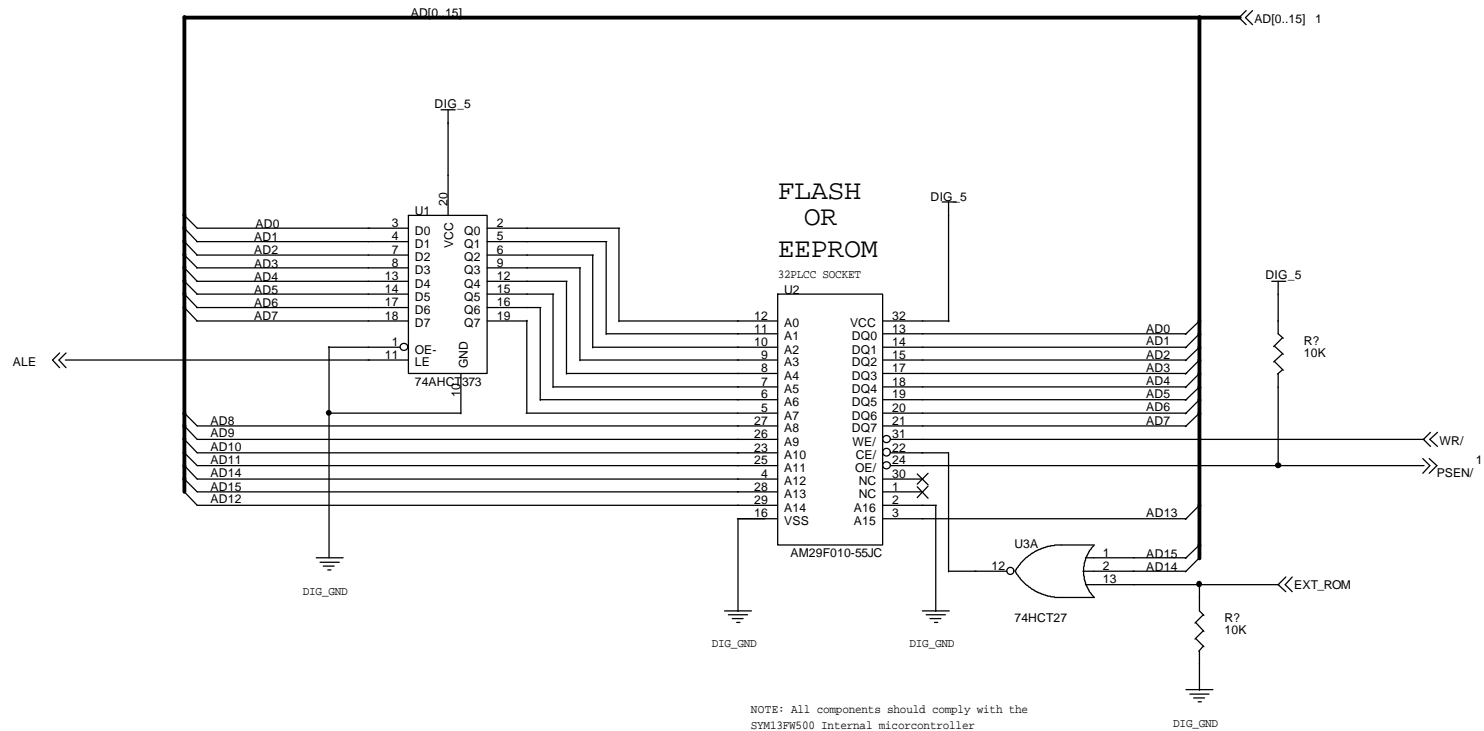 AD[0..15]
AD[0..15] 1
DIG_5
FLASH
OR
EEPROM
32PLCC SOCKET
DIG_5
DIG_5
U1
20
VCC
AD0 3 D0 Q0 2
AD1 4 D1 Q1 5
AD2 7 D2 Q2 6
AD3 8 D3 Q3 9
AD4 13 D4 Q4 12
AD5 14 D5 Q5 15
AD6 17 D6 Q6 16
AD7 18 D7 Q7 19
1 OE-
ALE 11 LE
GND
10
74AHCT373
U2
12 A0 VCC 32
11 A1 DQ0 13 AD0
10 A2 DQ1 14 AD1
9 A3 DQ2 15 AD2
8 A4 DQ3 17 AD3
7 A5 DQ4 18 AD4
6 A6 DQ5 19 AD5
5 A7 DQ6 20 AD6
AD8 27 A8 DQ7 21 AD7
AD9 26 A9 WE/ 31 WR/
AD10 23 A10 CE/ 22
AD11 25 A11 OE/ 24 PSEN/ 1
AD14 4 A12 NC 30
AD15 28 A13 NC 1
AD12 29 A14 A16 2
16 VSS A15 3 AD13
AM29F010-55JC
R?
10K
U3A
12
1 AD15
2 AD14
13 EXT_ROM
74HCT27
R?
10K
DIG_GND
DIG_GND
DIG_GND
DIG_GND
NOTE: All components should comply with the
SYM13FW500 Internal micorcontroller